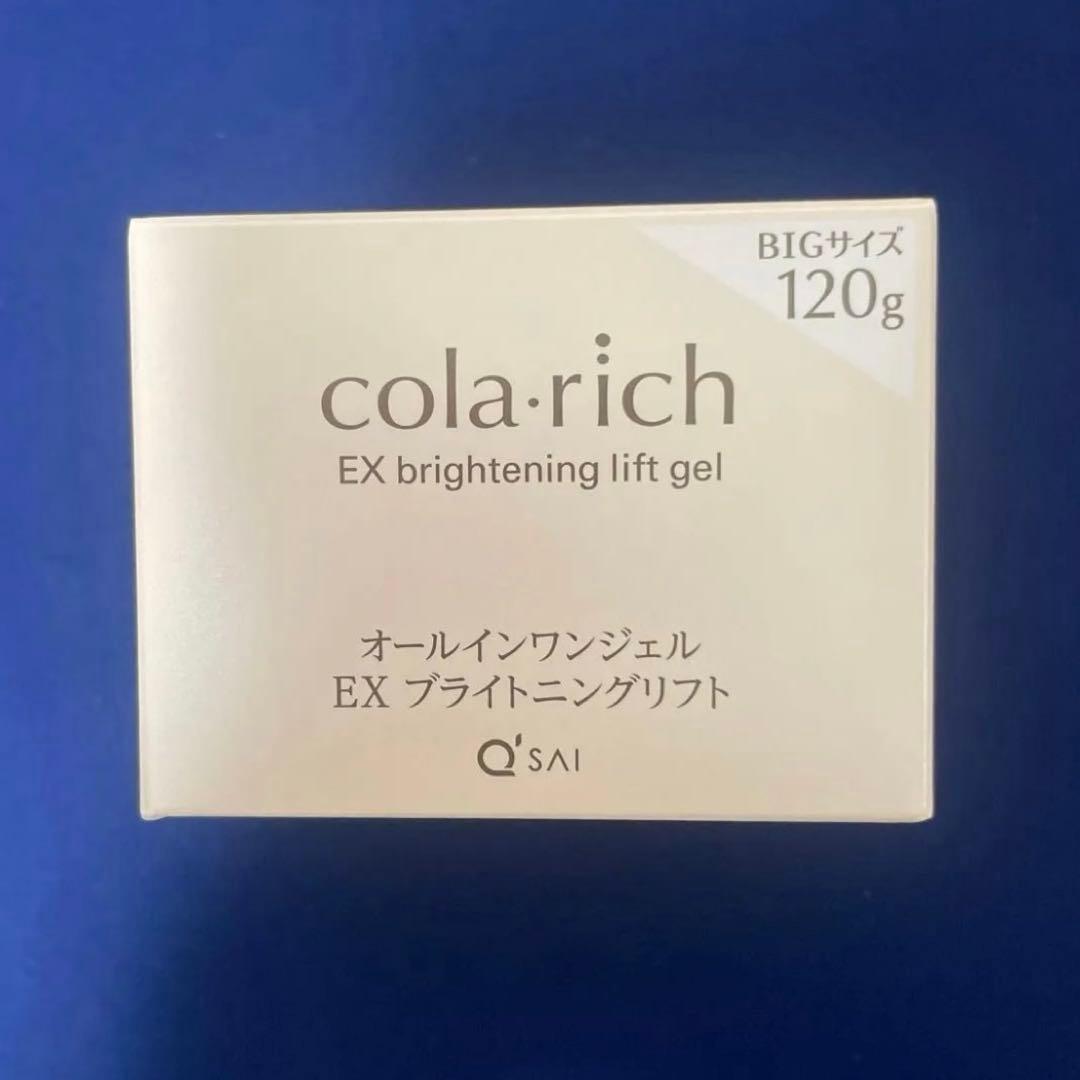 BIGサイズ
120g
cola・rich
EX brightening lift gel
オールインワンジェル
EX ブライトニングリフト
Q'SAI